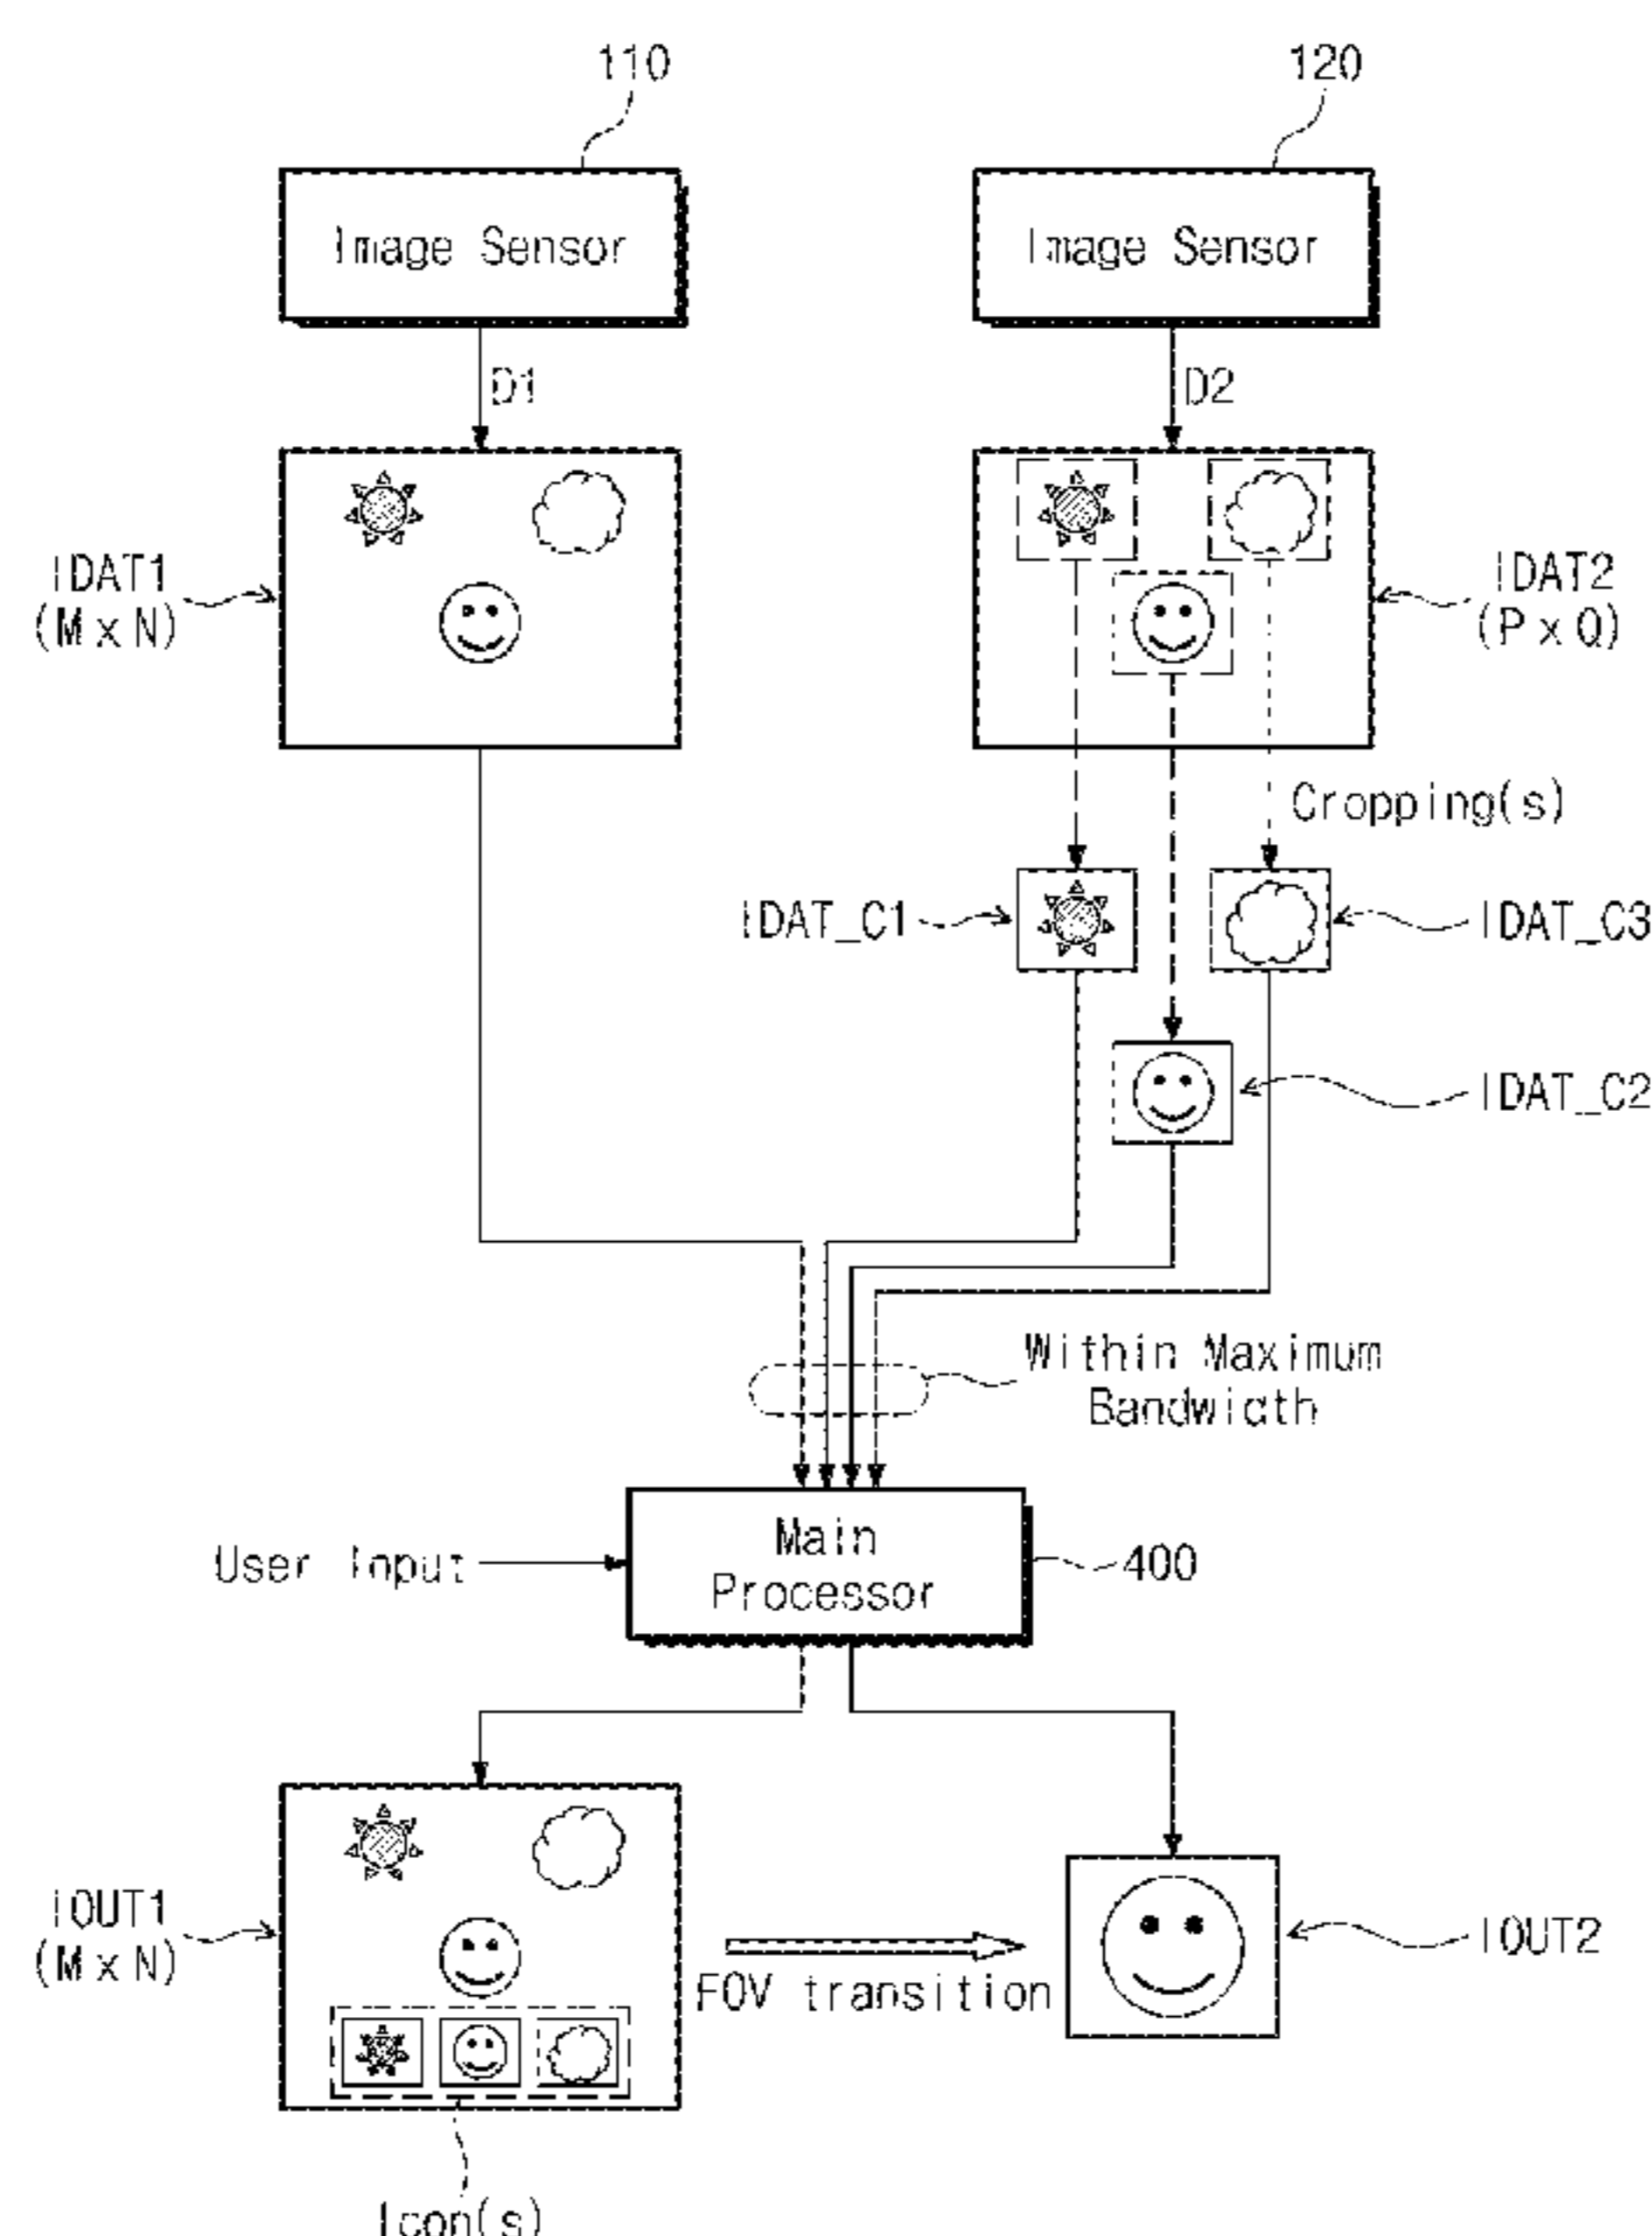 110
120
Image Sensor
Image Sensor
D1
D2
IDAT1
(M x N)
IDAT2
(P x Q)
Cropping(s)
IDAT_C1
IDAT_C3
IDAT_C2
Within Maximum
Bandwidth
User Input
Main
Processor
400
IOUT1
(M x N)
FOV transition
IOUT2
Icon(s)